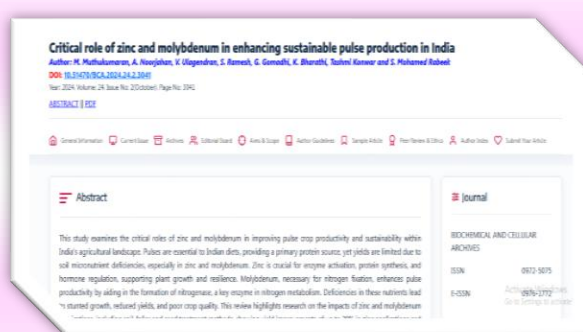 Critical role of zinc and molybdenum in enhancing sustainable pulse production in India
Author: M. Muthukumaran, A. Noorjahan, V. Ulagendran, S. Ramesh, G. Gomadhi, K. Bharathi, Tashmi Kanwar and S. Mohamed Rabeek
DOI: 10.51470/BCA.2024.24.2.3941
Year: 2024, Volume: 24, Issue No: 2(October), Page No: 3941,
ABSTRACT || PDF
General Information Current Issue Archives Editorial Board Aims & Scope Author Guidelines Sample Article Peer Review & Ethics Author Index Submit Your Article
Abstract
This study examines the critical roles of zinc and molybdenum in improving pulse crop productivity and sustainability within
India's agricultural landscape. Pulses are essential to Indian diets, providing a primary protein source, yet yields are limited due to
soil micronutrient deficiencies, especially in zinc and molybdenum. Zinc is crucial for enzyme activation, protein synthesis, and
hormone regulation, supporting plant growth and resilience. Molybdenum, necessary for nitrogen fixation, enhances pulse
productivity by aiding in the formation of nitrogenase, a key enzyme in nitrogen metabolism. Deficiencies in these nutrients lead
to stunted growth, reduced yields, and poor crop quality. This review highlights research on the impacts of zinc and molybdenum
Journal
BIOCHEMICAL AND CELLULAR
ARCHIVES
ISSN 0972-5075
E-ISSN 0976-1772
Activate Windows
Go to Settings to activate